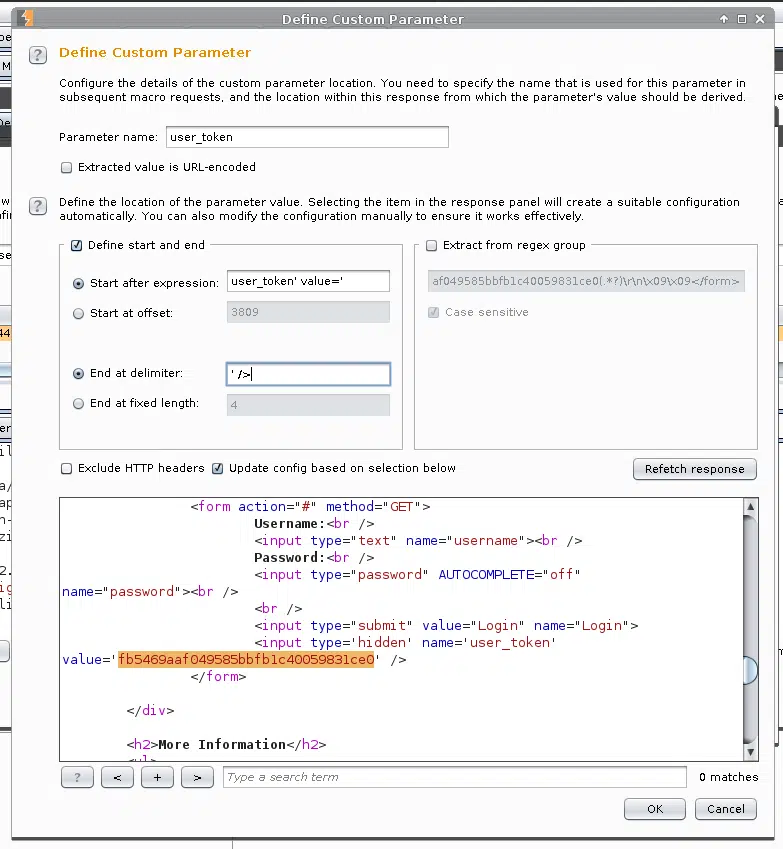 Define Custom Parameter
Define Custom Parameter
Configure the details of the custom parameter location. You need to specify the name that is used for this parameter in
subsequent macro requests, and the location within this response from which the parameter's value should be derived.
Parameter name: user_token
Extracted value is URL-encoded
Define the location of the parameter value. Selecting the item in the response panel will create a suitable configuration
automatically. You can also modify the configuration manually to ensure it works effectively.
Define start and end
Start after expression: user_token' value='
Start at offset: 3809
End at delimiter: ' />
End at fixed length: 4
Extract from regex group
af049585bbfb1c40059831ce0(.*?)\r\n\x09\x09</form>
Case sensitive
Exclude HTTP headers Update config based on selection below
Refetch response
<form action="#" method="GET">
Username:<br />
<input type="text" name="username"><br />
Password:<br />
<input type="password" AUTOCOMPLETE="off"
name="password"><br />
<br />
<input type="submit" value="Login" name="Login">
<input type='hidden' name='user_token'
value='fb5469aaf049585bbfb1c40059831ce0' />
</form>
</div>
<h2>More Information</h2>
? < + > Type a search term 0 matches
OK Cancel